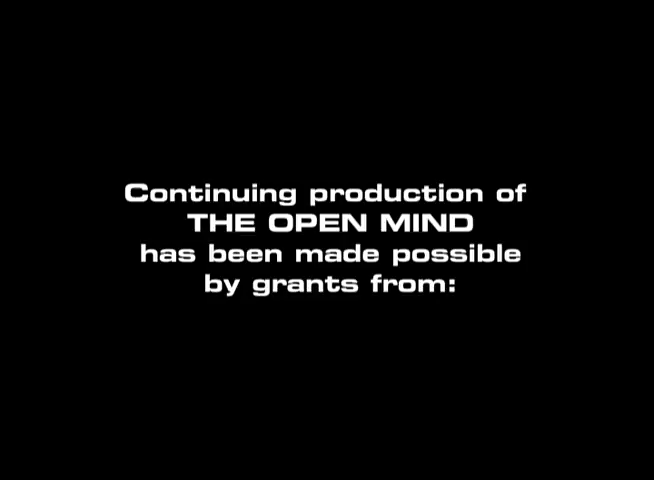 Continuing production of
THE OPEN MIND
has been made possible
by grants from: